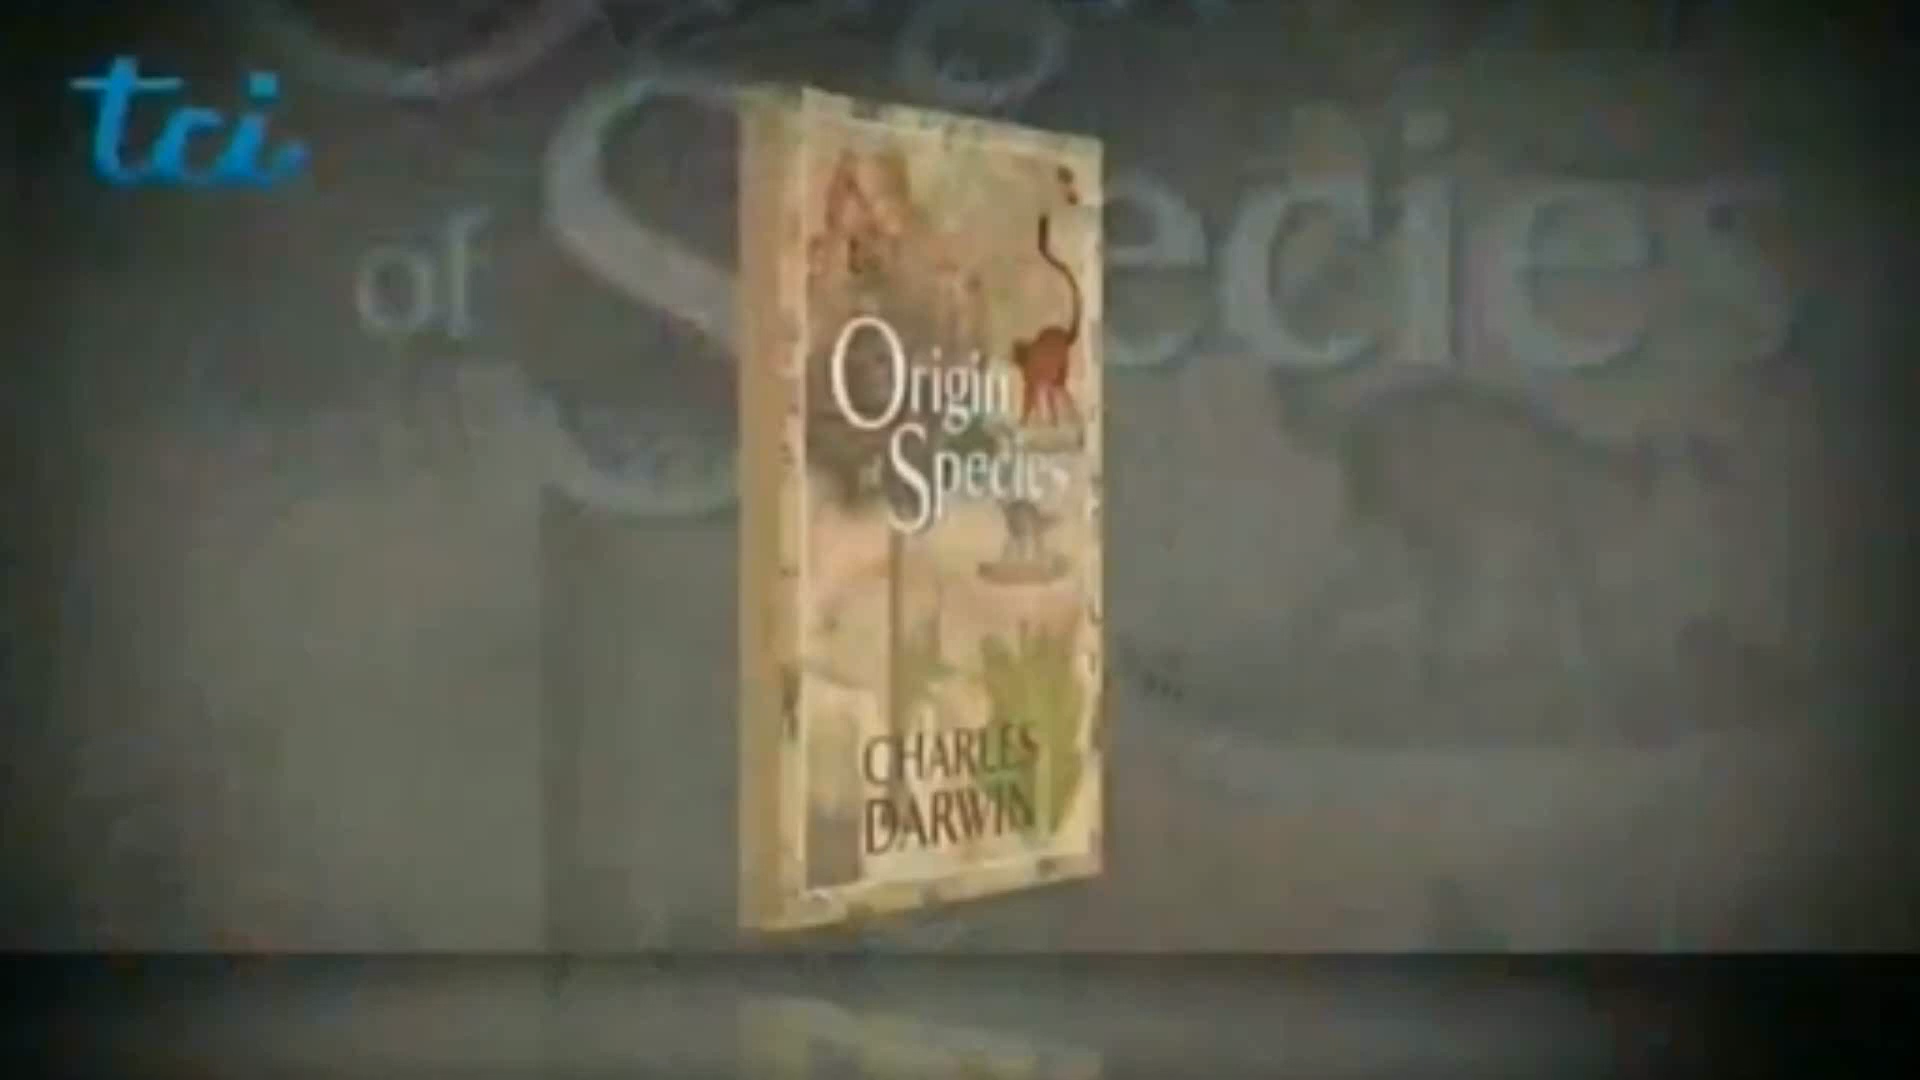 tci
of Species
Origin
of Species
CHARLES
DARWIN